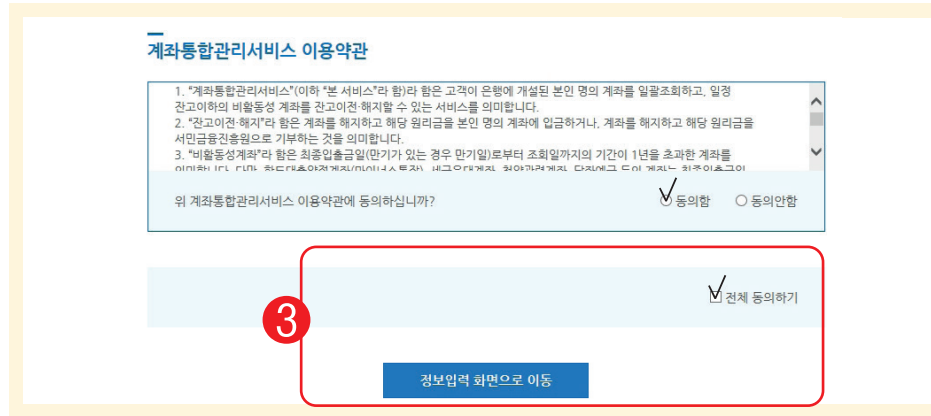 계좌통합관리서비스 이용약관
1. “계좌통합관리서비스”(이하 “본 서비스”라 함)라 함은 고객이 은행에 개설된 본인 명의 계좌를 일괄조회하고, 일정
잔고이하의 비활동성 계좌를 잔고이전·해지할 수 있는 서비스를 의미합니다.
2. “잔고이전·해지”라 함은 계좌를 해지하고 해당 원리금을 본인 명의 계좌에 입금하거나, 계좌를 해지하고 해당 원리금을
서민금융진흥원으로 기부하는 것을 의미합니다.
3. “비활동성계좌”라 함은 최종입출금일(만기가 있는 경우 만기일)로부터 조회일까지의 기간이 1년을 초과한 계좌를
위 계좌통합관리서비스 이용약관에 동의하십니까? 동의함 동의안함
전체 동의하기
3
정보입력 화면으로 이동